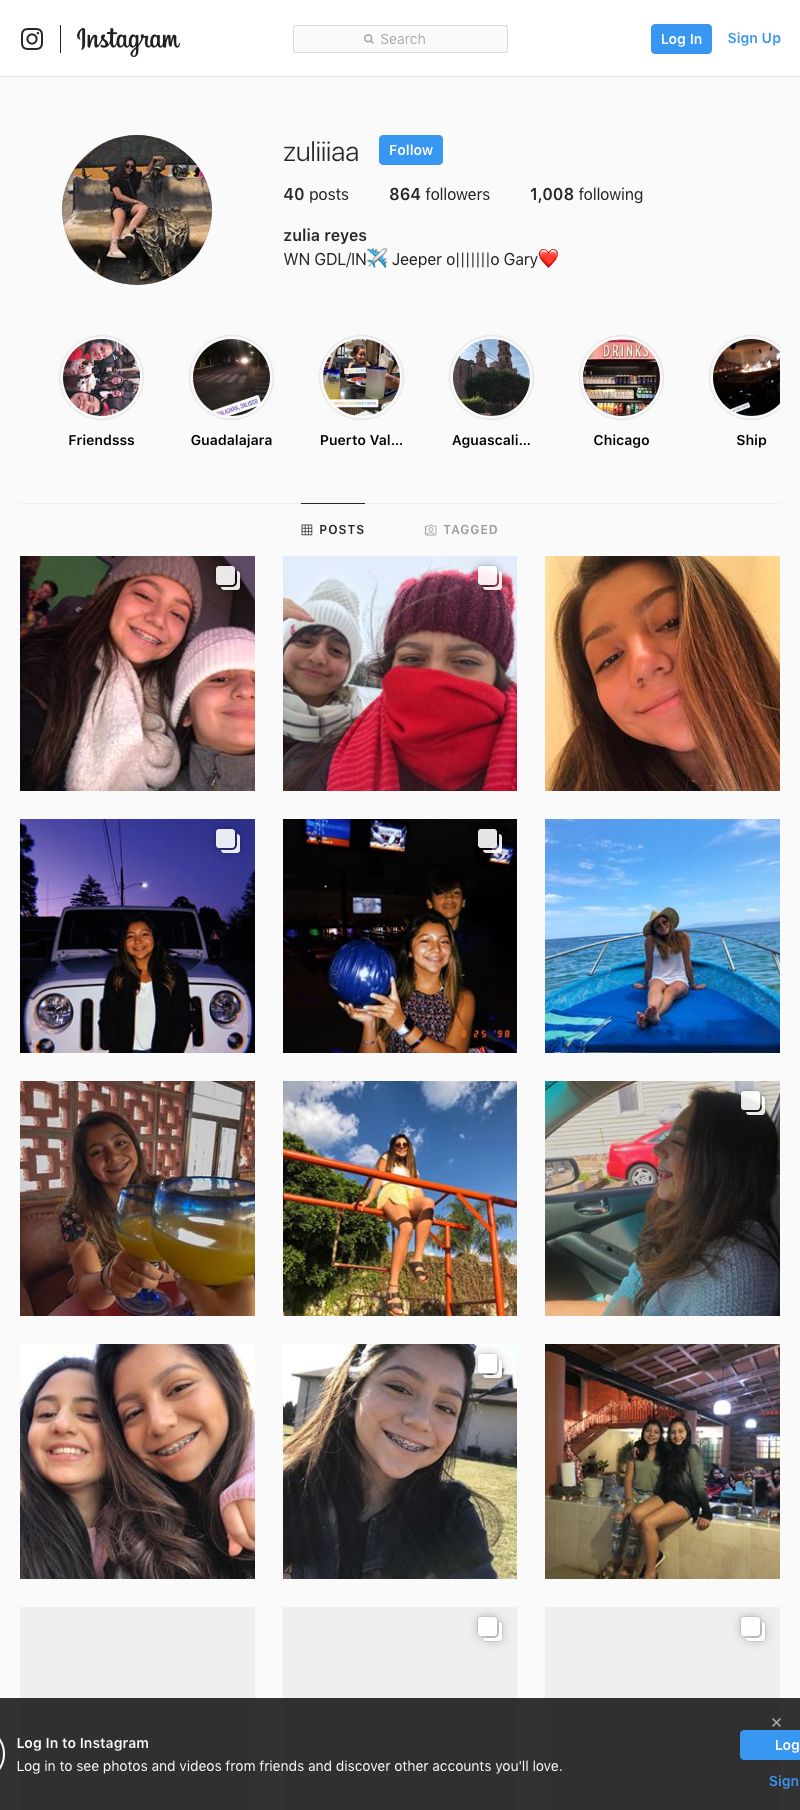 Instagram
Search
Log In
Sign Up
zuliiiaa
Follow
40 posts
864 followers
1,008 following
zulia reyes
WN GDL/IN✈️ Jeeper o|||||||o Gary❤️
Friendsss
Guadalajara
Puerto Val...
Aguascali...
Chicago
Ship
DRINKS
POSTS
TAGGED
8 25 '98
Log In to Instagram
Log in to see photos and videos from friends and discover other accounts you'll love.
Log
Sign